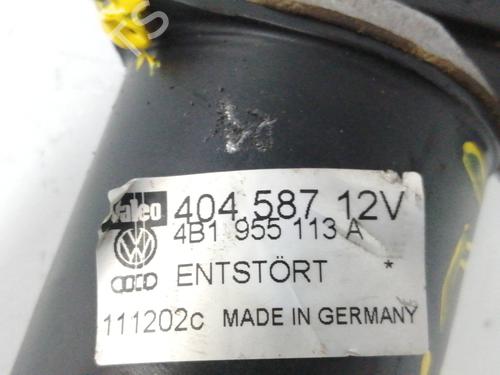 Valeo 404.587 12V
4B1 955 113 A
ENTSTÖRT *
111202c MADE IN GERMANY